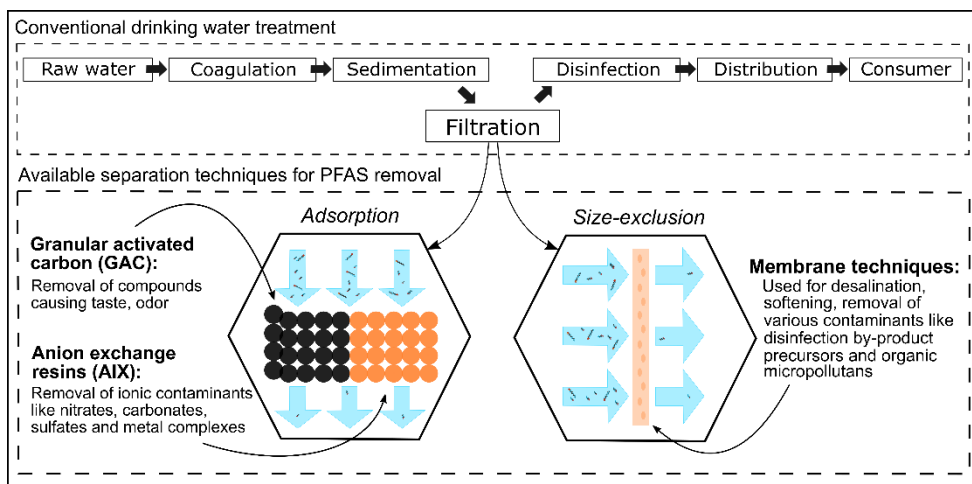 Conventional drinking water treatment
Raw water
Coagulation
Sedimentation
Filtration
Disinfection
Distribution
Consumer
Available separation techniques for PFAS removal
Adsorption
Granular activated
carbon (GAC):
Removal of compounds
causing taste, odor
Anion exchange
resins (AIX):
Removal of ionic contaminants
like nitrates, carbonates,
sulfates and metal complexes
Size-exclusion
Membrane techniques:
Used for desalination,
softening, removal of
various contaminants like
disinfection by-product
precursors and organic
micropollutans